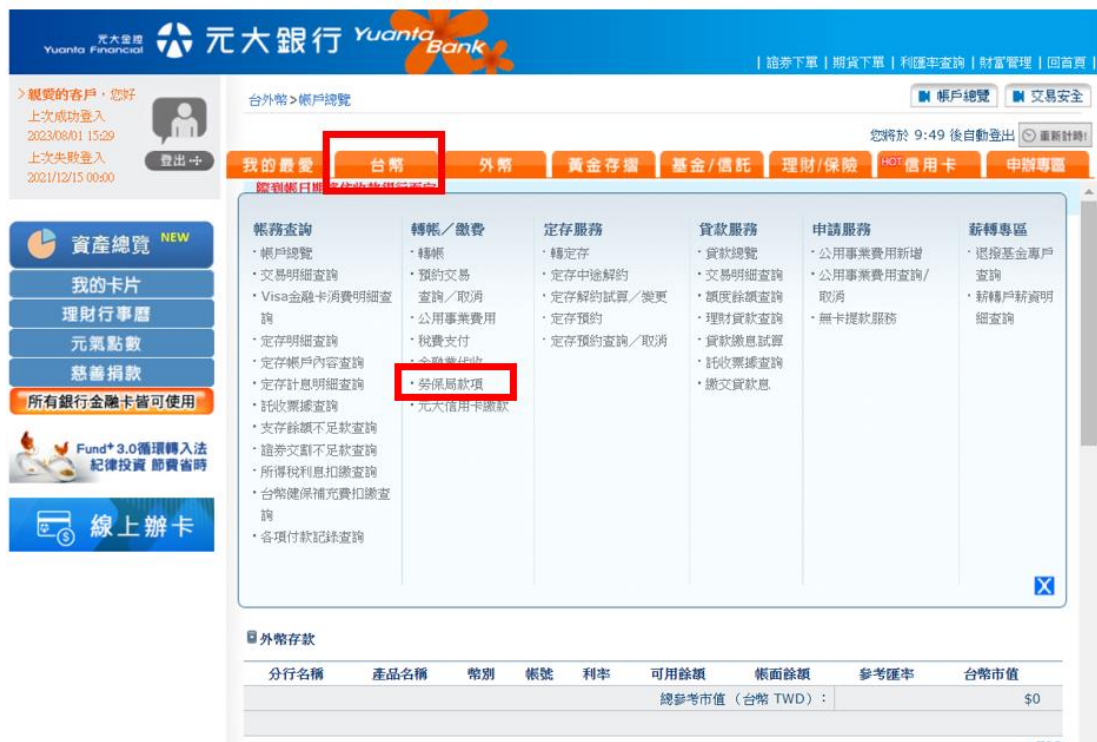 元大金控
Yuanta Financial
元大銀行 Yuanta Bank
| 證券下單 | 期貨下單 | 利匯率查詢 | 財富管理 | 回首頁 |
親愛的客戶，您好
上次成功登入
2023/08/01 15:29
上次失敗登入
2021/12/15 00:00
登出
台外幣>帳戶總覽
帳戶總覽
交易安全
您將於 9:49 後自動登出
重新計時!
我的最愛
台幣
外幣
黃金存摺
基金/信託
理財/保險
HOT信用卡
申辦專區
資產總覽 NEW
我的卡片
理財行事曆
元氣點數
慈善捐款
所有銀行金融卡皆可使用
Fund+ 3.0循環轉入法
紀律投資 節費省時
線上辦卡
帳務查詢
‧帳戶總覽
‧交易明細查詢
‧Visa金融卡消費明細查
詢
‧定存明細查詢
‧定存帳戶內容查詢
‧定存計息明細查詢
‧託收票據查詢
‧支存餘額不足款查詢
‧證券交割不足款查詢
‧所得稅利息扣繳查詢
‧台幣健保補充費扣繳查
詢
‧各項付款記錄查詢
轉帳／繳費
‧轉帳
‧預約交易
查詢／取消
‧公用事業費用
‧稅費支付
‧金融業代收
‧勞保局款項
‧元大信用卡繳款
定存服務
‧轉定存
‧定存中途解約
‧定存解約試算／變更
‧定存預約
‧定存預約查詢／取消
貸款服務
‧貸款總覽
‧交易明細查詢
‧額度餘額查詢
‧理財貸款查詢
‧貸款繳息試算
‧託收票據查詢
‧繳交貸款息
申請服務
‧公用事業費用新增
‧公用事業費用查詢/
取消
‧無卡提款服務
薪轉專區
‧退撫基金專戶
查詢
‧薪轉戶薪資明
細查詢
X
外幣存款
分行名稱 產品名稱 幣別 帳號 利率 可用餘額 帳面餘額 參考匯率 台幣市值
總參考市值（台幣 TWD）： $0